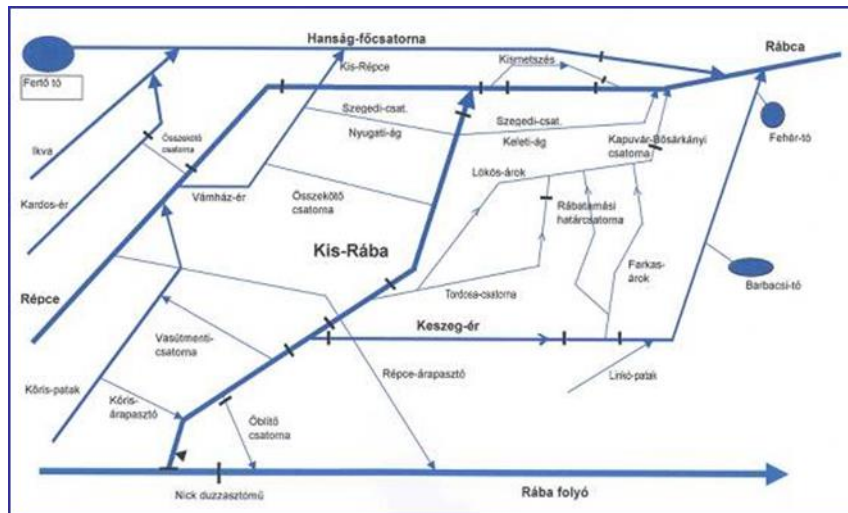 Hanság-főcsatorna
Rábca
Kismetszés
Kis-Répce
Fertő tó
Szegedi-csat.
Szegedi-csat.
Nyugati-ág
Keleti-ág
Kapuvár-Bősárkányi
csatorna
Fehér-tó
Összekötő
csatorna
Ikva
Lökös-árok
Kardos-ér
Vámház-ér
Összekötő
csatorna
Rábatamási
határcsatorna
Kis-Rába
Farkas-
árok
Barbacsi-tó
Répce
Tordosa-csatorna
Keszeg-ér
Vasútmenti-
csatorna
Répce-árapasztó
Linkó-patak
Kőris-patak
Kőris-
árapasztó
Öblítő
csatorna
Nick duzzasztómű
Rába folyó